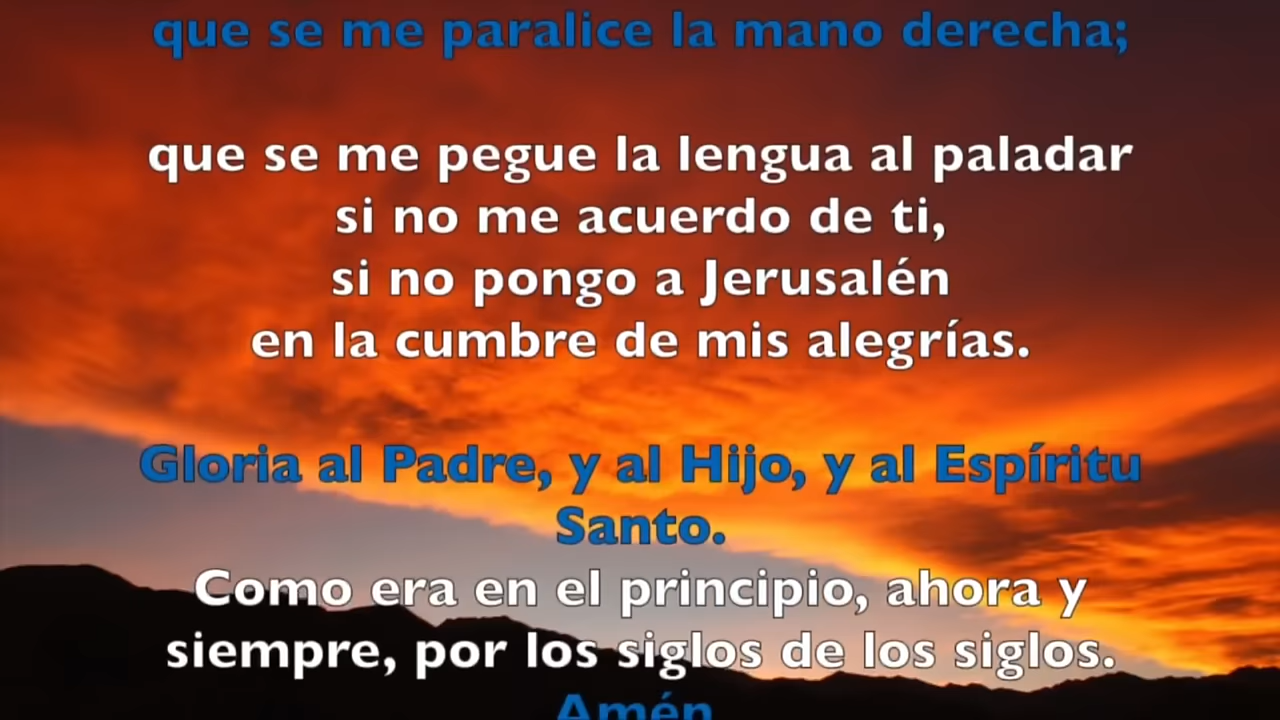 que se me paralice la mano derecha;
que se me pegue la lengua al paladar
si no me acuerdo de ti,
si no pongo a Jerusalén
en la cumbre de mis alegrías.
Gloria al Padre, y al Hijo, y al Espíritu
Santo.
Como era en el principio, ahora y
siempre, por los siglos de los siglos.
Amén